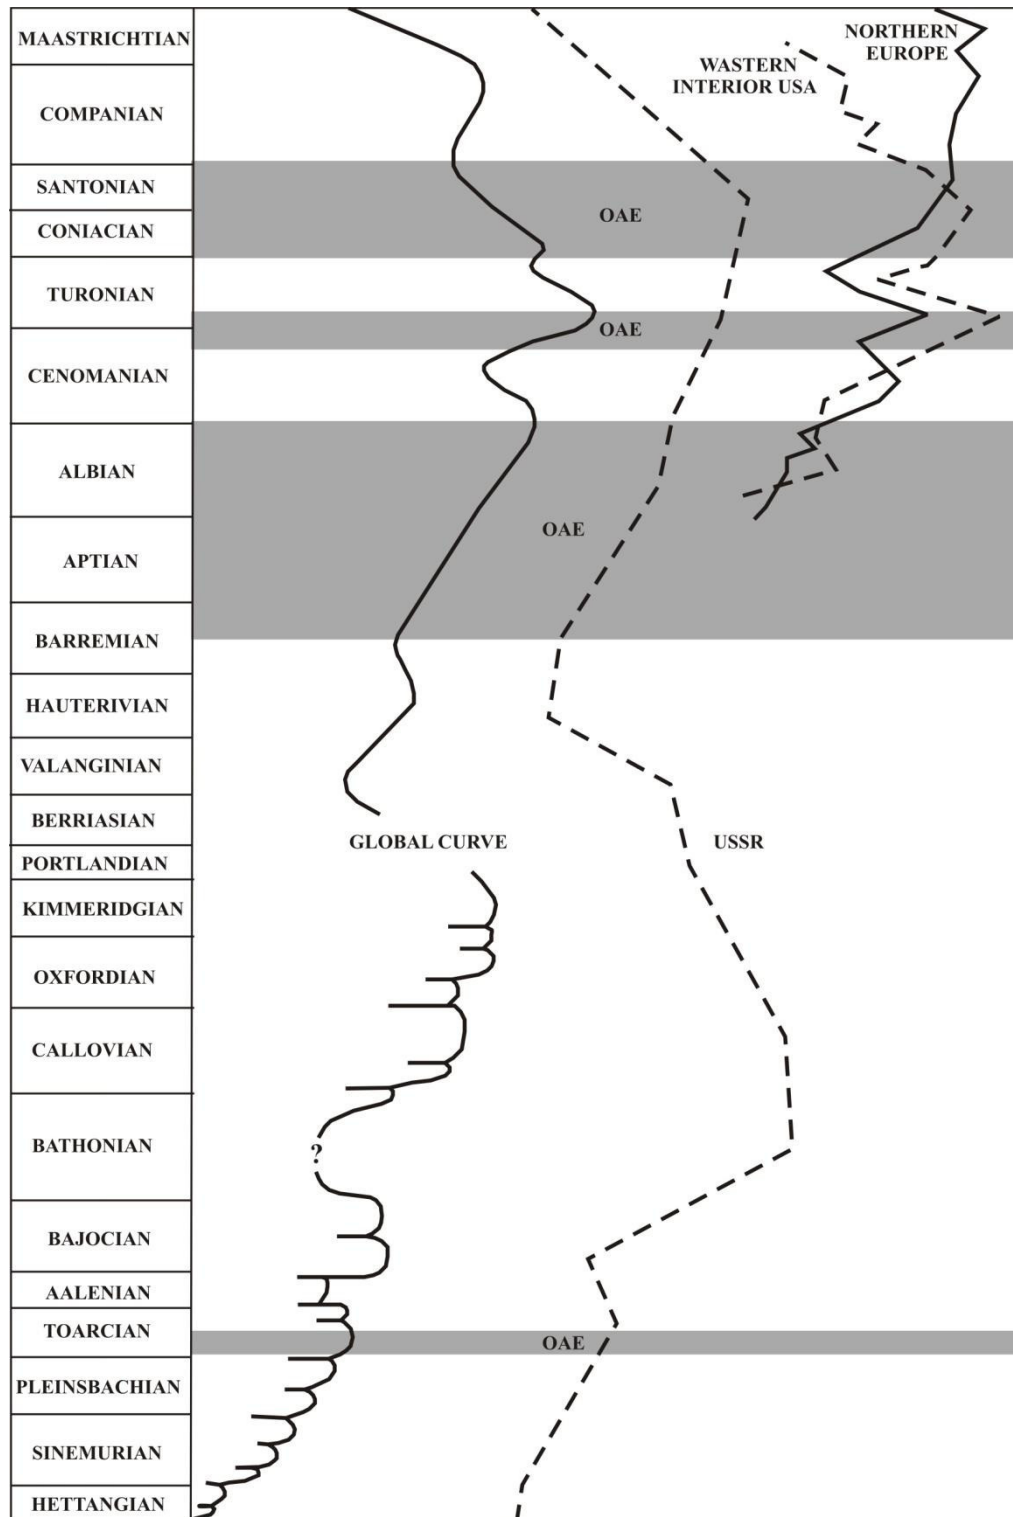 MAASTRICHTIAN
NORTHERN
EUROPE
WASTERN
INTERIOR USA
COMPANIAN
SANTONIAN
OAE
CONIACIAN
TURONIAN
OAE
CENOMANIAN
ALBIAN
OAE
APTIAN
BARREMIAN
HAUTERIVIAN
VALANGINIAN
BERRIASIAN
GLOBAL CURVE
USSR
PORTLANDIAN
KIMMERIDGIAN
OXFORDIAN
CALLOVIAN
BATHONIAN
?
BAJOCIAN
AALENIAN
TOARCIAN
OAE
PLEINSBACHIAN
SINEMURIAN
HETTANGIAN